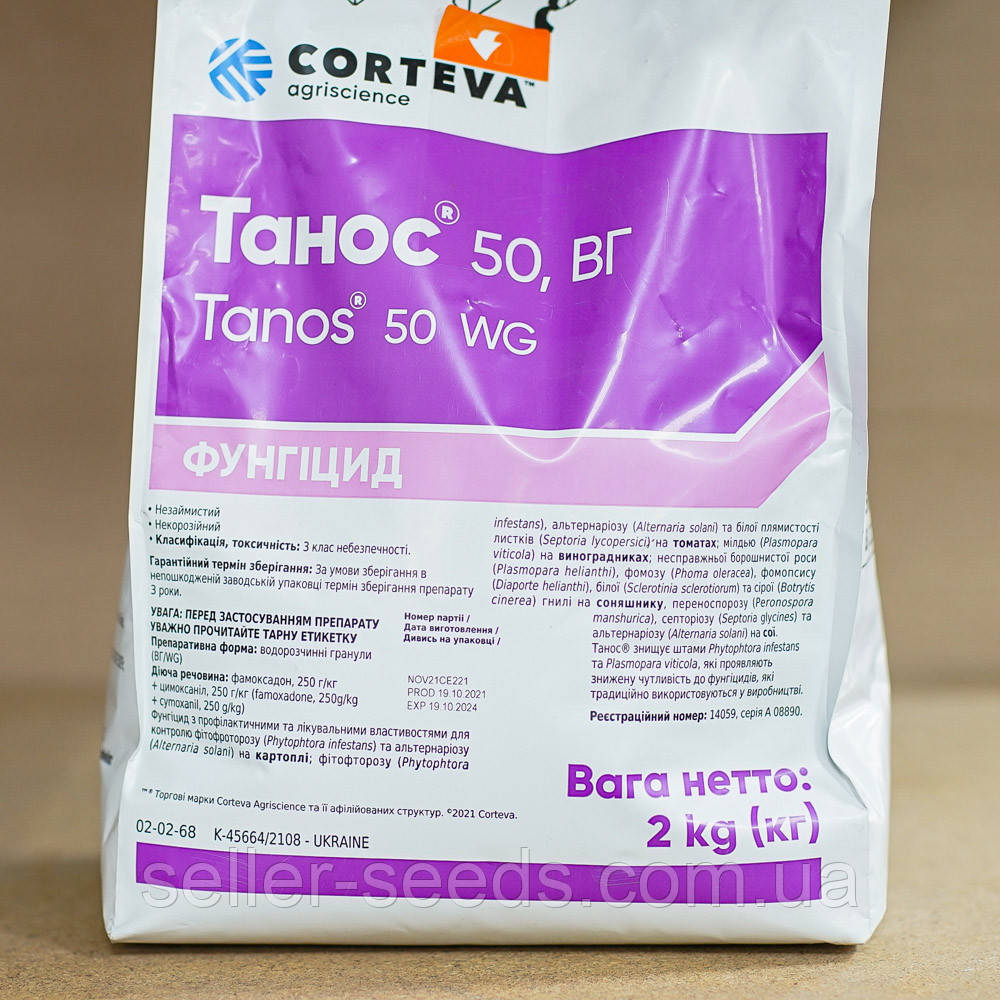 CORTEVA™
agriscience
Танос® 50, ВГ
Tanos® 50 WG
ФУНГІЦИД
• Незаймистий
• Некорозійний
• Класифікація, токсичність: 3 клас небезпечності.
Гарантійний термін зберігання: За умови зберігання в
непошкодженій заводській упаковці термін зберігання препарату
3 роки.
УВАГА: ПЕРЕД ЗАСТОСУВАННЯМ ПРЕПАРАТУ
УВАЖНО ПРОЧИТАЙТЕ ТАРНУ ЕТИКЕТКУ
Препаративна форма: водорозчинні гранули
(ВГ/WG)
Діюча речовина: фамоксадон, 250 г/кг
+ цимоксаніл, 250 г/кг (famoxadone, 250g/kg
+ cymoxanil, 250 g/kg)
Фунгіцид з профілактичними та лікувальними властивостями для
контролю фітофторозу (Phytophtora infestans) та альтернаріозу
(Alternaria solani) на картоплі; фітофторозу (Phytophtora
Номер партії /
Дата виготовлення /
Дивись на упаковці /
NOV21CE221
PROD 19.10.2021
EXP 19.10.2024
infestans), альтернаріозу (Alternaria solani) та білої плямистості
листків (Septoria lycopersici) на томатах; мілдью (Plasmopara
viticola) на виноградниках; несправжньої борошнистої роси
(Plasmopara helianthi), фомозу (Phoma oleracea), фомопсису
(Diaporte helianthi), білої (Sclerotinia sclerotiorum) та сірої (Botrytis
cinerea) гнилі на соняшнику, переноспорозу (Peronospora
manshurica), септоріозу (Septoria glycines) та
альтернаріозу (Alternaria solani) на сої.
Танос® знищує штами Phytophtora infestans
та Plasmopara viticola, які проявляють
знижену чутливість до фунгіцидів, які
традиційно використовуються у виробництві.
Реєстраційний номер: 14059, серія А 08890.
Вага нетто:
2 kg (кг)
™® Торгові марки Corteva Agriscience та її афілійованих структур. ©2021 Corteva.
02-02-68 K-45664/2108 - UKRAINE
seller-seeds.com.ua